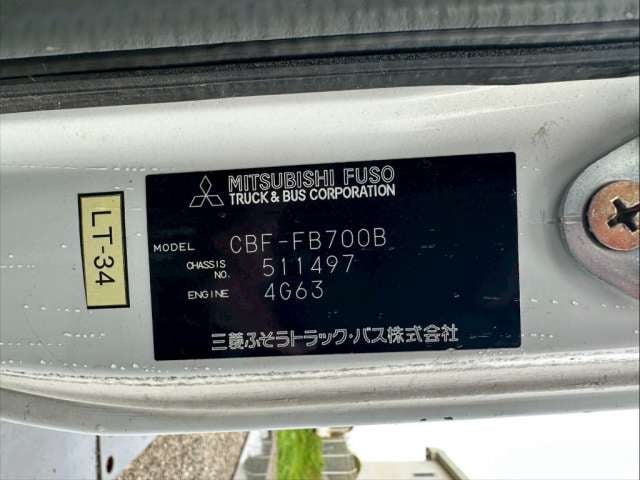 MITSUBISHI FUSO
TRUCK & BUS CORPORATION
MODEL CBF-FB700B
CHASSIS NO. 511497
ENGINE 4G63
三菱ふそうトラック・バス株式会社
LT-34